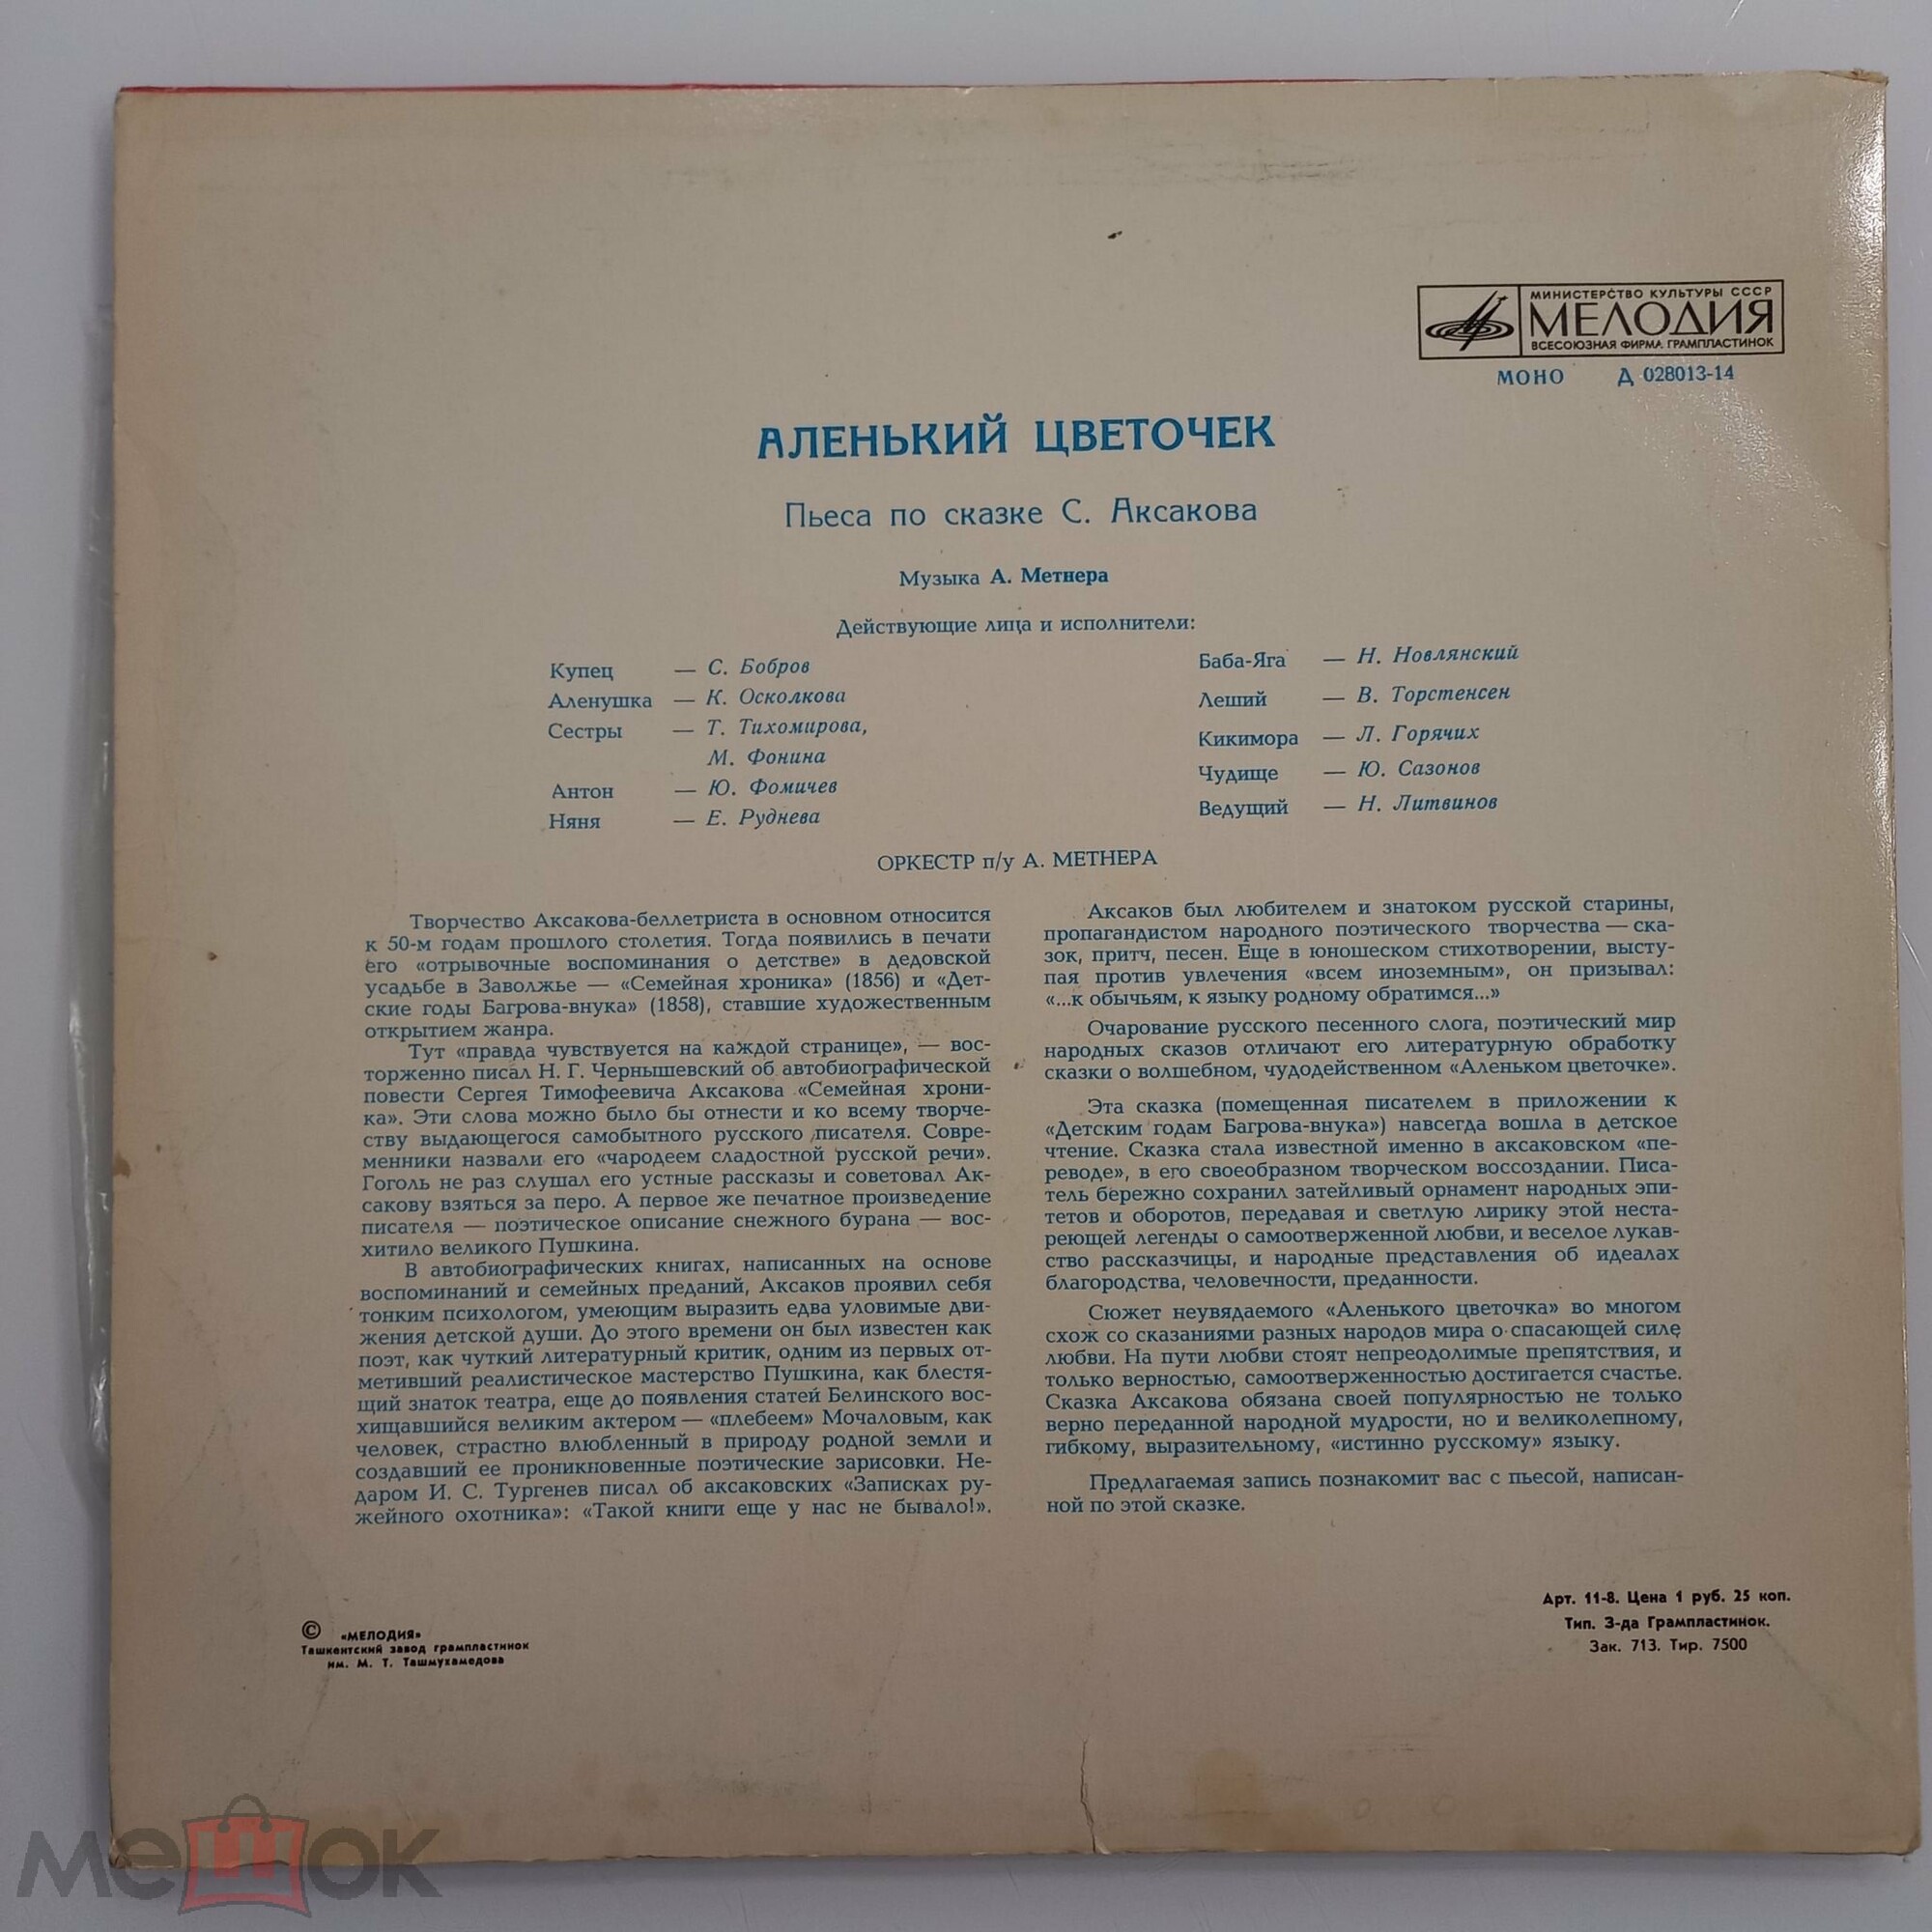 МИНИСТЕРСТВО КУЛЬТУРЫ СССР
МЕЛОДИЯ
ВСЕСОЮЗНАЯ ФИРМА ГРАМПЛАСТИНОК
МОНО Д 028013-14
АЛЕНЬКИЙ ЦВЕТОЧЕК
Пьеса по сказке С. Аксакова
Музыка А. Метнера
Действующие лица и исполнители:
Купец — С. Бобров
Аленушка — К. Осколкова
Сестры — Т. Тихомирова,
М. Фонина
Антон — Ю. Фомичев
Няня — Е. Руднева
Баба-Яга — Н. Новлянский
Леший — В. Торстенсен
Кикимора — Л. Горячих
Чудище — Ю. Сазонов
Ведущий — Н. Литвинов
ОРКЕСТР п/у А. МЕТНЕРА
Творчество Аксакова-беллетриста в основном относится
к 50-м годам прошлого столетия. Тогда появились в печати
его «отрывочные воспоминания о детстве» в дедовской
усадьбе в Заволжье — «Семейная хроника» (1856) и «Дет-
ские годы Багрова-внука» (1858), ставшие художественным
открытием жанра.
Тут «правда чувствуется на каждой странице», — вос-
торженно писал Н. Г. Чернышевский об автобиографической
повести Сергея Тимофеевича Аксакова «Семейная хрони-
ка». Эти слова можно было бы отнести и ко всему творче-
ству выдающегося самобытного русского писателя. Совре-
менники назвали его «чародеем сладостной русской речи».
Гоголь не раз слушал его устные рассказы и советовал Ак-
сакову взяться за перо. А первое же печатное произведение
писателя — поэтическое описание снежного бурана — вос-
хитило великого Пушкина.
В автобиографических книгах, написанных на основе
воспоминаний и семейных преданий, Аксаков проявил себя
тонким психологом, умеющим выразить едва уловимые дви-
жения детской души. До этого времени он был известен как
поэт, как чуткий литературный критик, одним из первых от-
метивший реалистическое мастерство Пушкина, как блестя-
щий знаток театра, еще до появления статей Белинского вос-
хищавшийся великим актером — «плебеем» Мочаловым, как
человек, страстно влюбленный в природу родной земли и
создавший ее проникновенные поэтические зарисовки. Не-
даром И. С. Тургенев писал об аксаковских «Записках ру-
жейного охотника»: «Такой книги еще у нас не бывало!».
Аксаков был любителем и знатоком русской старины,
пропагандистом народного поэтического творчества — ска-
зок, притч, песен. Еще в юношеском стихотворении, высту-
пая против увлечения «всем иноземным», он призывал:
«...к обычьям, к языку родному обратимся...»
Очарование русского песенного слога, поэтический мир
народных сказов отличают его литературную обработку
сказки о волшебном, чудодейственном «Аленьком цветочке».
Эта сказка (помещенная писателем в приложении к
«Детским годам Багрова-внука») навсегда вошла в детское
чтение. Сказка стала известной именно в аксаковском «пе-
реводе», в его своеобразном творческом воссоздании. Писа-
тель бережно сохранил затейливый орнамент народных эпи-
тетов и оборотов, передавая и светлую лирику этой неста-
реющей легенды о самоотверженной любви, и веселое лукав-
ство рассказчицы, и народные представления об идеалах
благородства, человечности, преданности.
Сюжет неувядаемого «Аленького цветочка» во многом
схож со сказаниями разных народов мира о спасающей силе
любви. На пути любви стоят непреодолимые препятствия, и
только верностью, самоотверженностью достигается счастье.
Сказка Аксакова обязана своей популярностью не только
верно переданной народной мудрости, но и великолепному,
гибкому, выразительному, «истинно русскому» языку.
Предлагаемая запись познакомит вас с пьесой, написан-
ной по этой сказке.
© «МЕЛОДИЯ»
Ташкентский завод грампластинок
им. М. Т. Ташмухамедова
Арт. 11-8. Цена 1 руб. 25 коп.
Тип. З-да Грампластинок.
Зак. 713. Тир. 7500
мешок